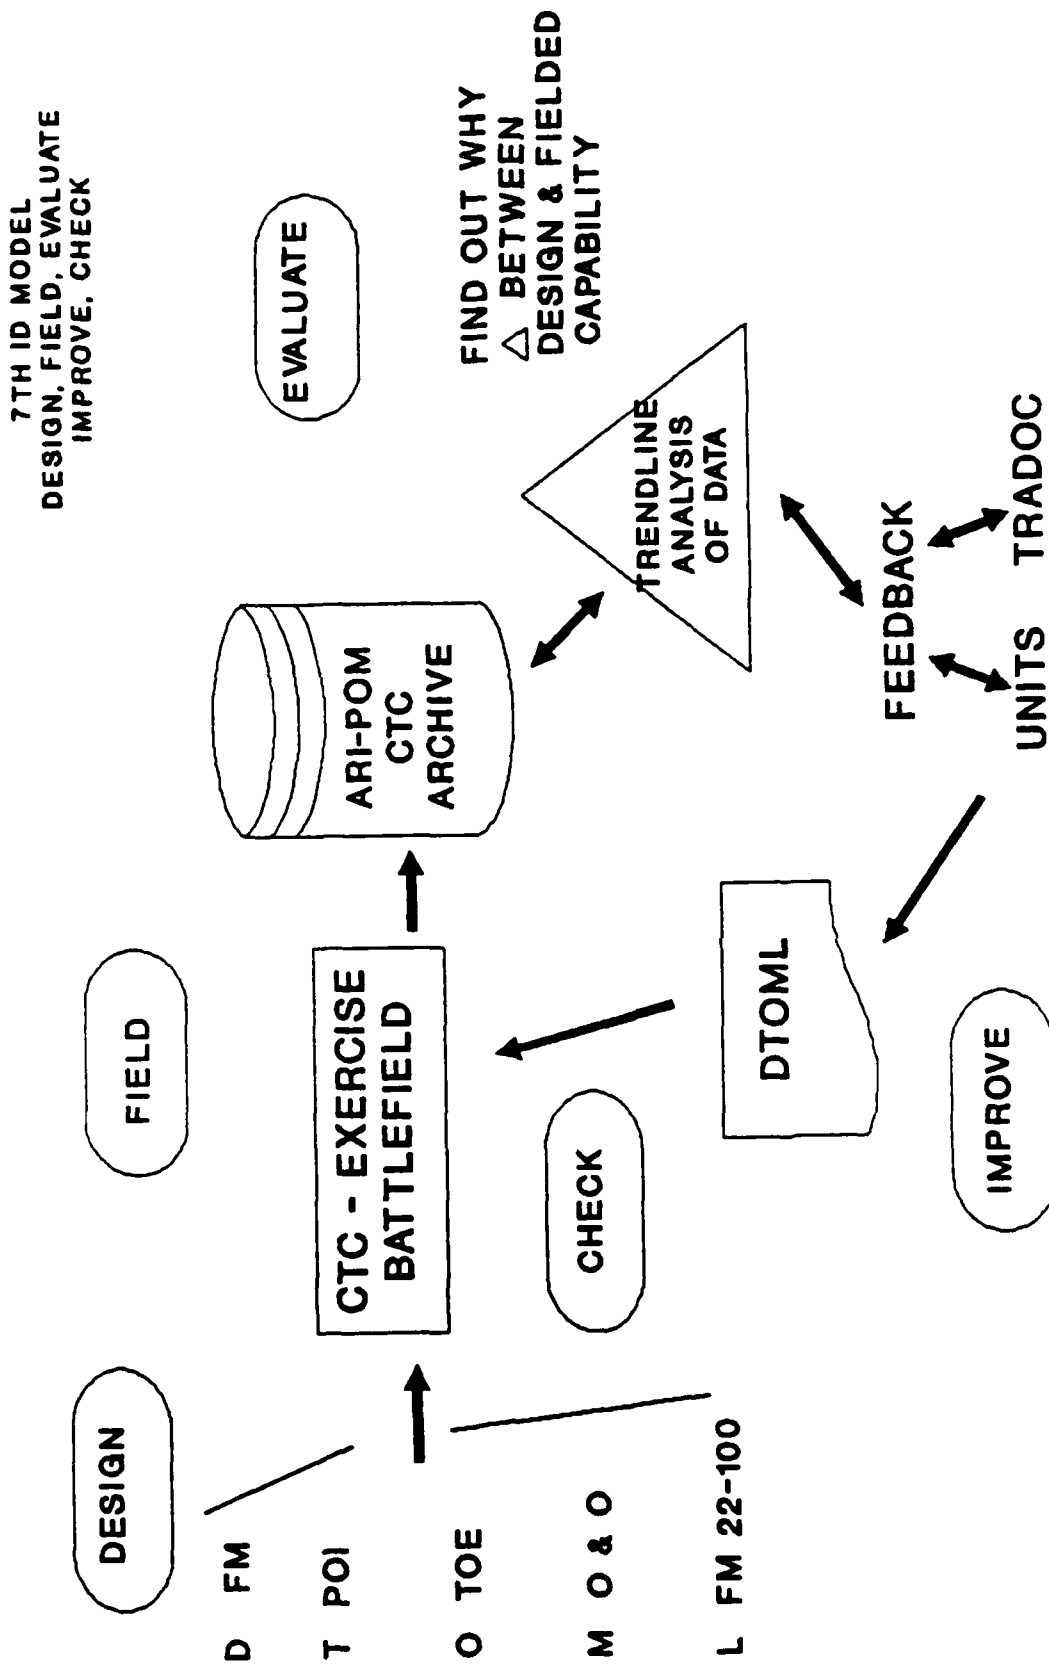 7TH ID MODEL
DESIGN, FIELD, EVALUATE
IMPROVE, CHECK
DESIGN
FIELD
EVALUATE
D FM
T POI
O TOE
M O & O
L FM 22-100
CTC - EXERCISE
BATTLEFIELD
ARI-POM
CTC
ARCHIVE
FIND OUT WHY
△ BETWEEN
DESIGN & FIELDED
CAPABILITY
TRENDLINE
ANALYSIS
OF DATA
CHECK
DTOML
FEEDBACK
UNITS TRADOC
IMPROVE